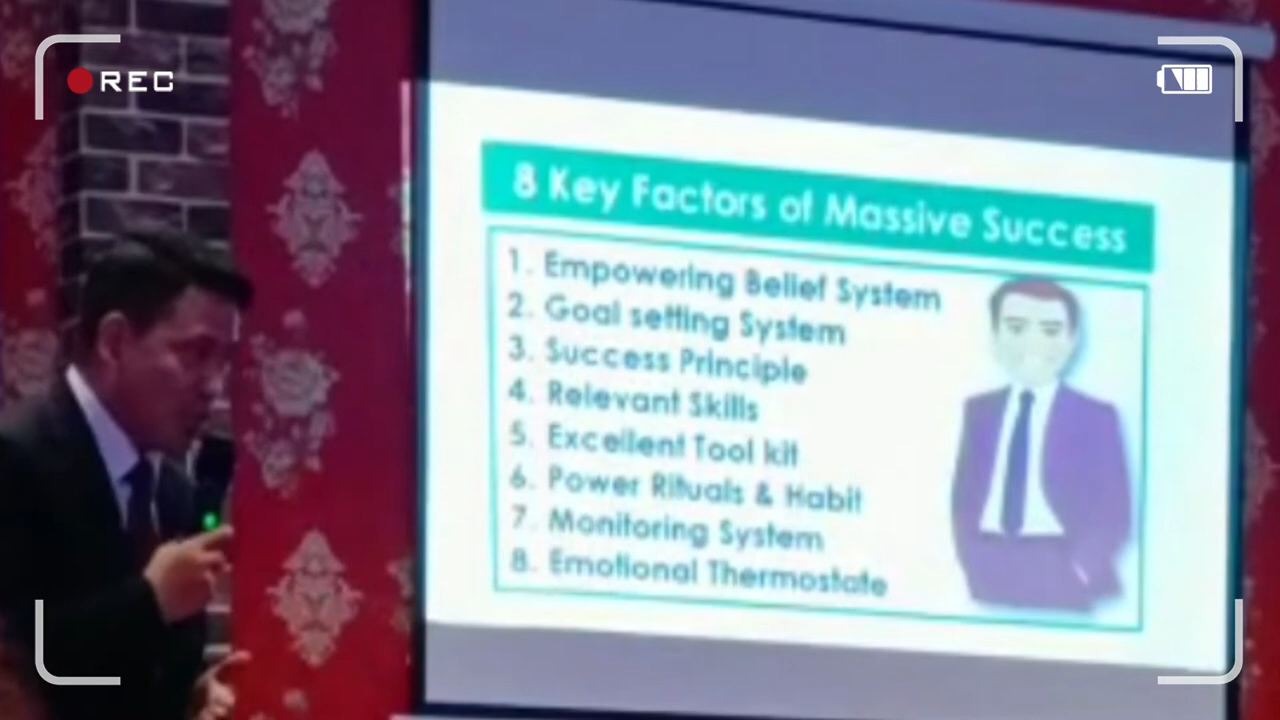 REC
8 Key Factors of Massive Success
1. Empowering Belief System
2. Goal setting System
3. Success Principle
4. Relevant Skills
5. Excellent Tool kit
6. Power Rituals & Habit
7. Monitoring System
8. Emotional Thermostate